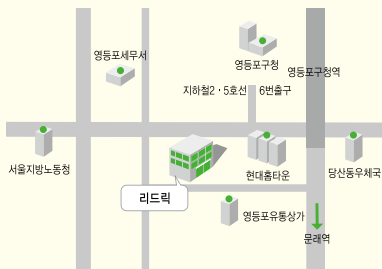 영등포세무서
영등포구청
영등포구청역
지하철2·5호선
6번출구
서울지방노동청
현대홈타운
당산동우체국
리드릭
영등포유통상가
문래역